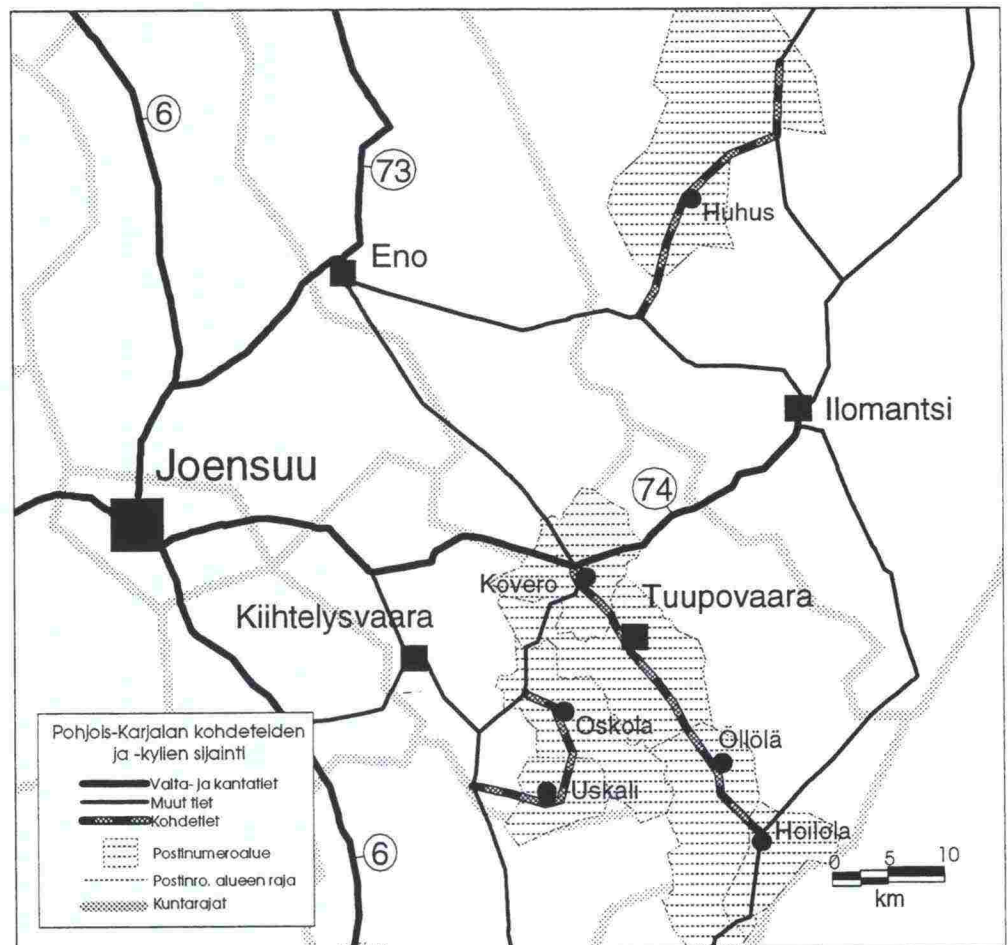 6
73
Eno
Huhus
Ilomantsi
Joensuu
74
Kovero
Tuupovaara
Kiihtelysvaara
Oskola
Öllölä
Uskali
Hoilola
6
Pohjois-Karjalan kohdeteiden
ja -kylien sijainti
Valta- ja kantatiet
Muut tiet
Kohdetiet
Postinumeroalue
Postinro. alueen raja
Kuntarajat
0 5 10
km